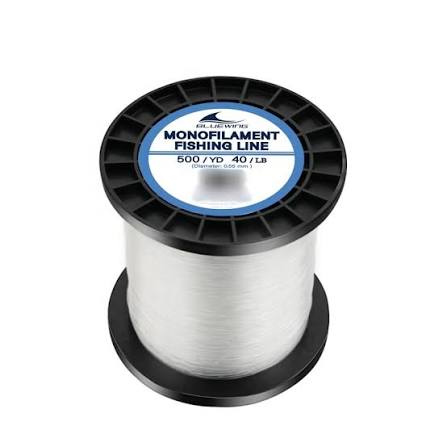 BLUEWING
MONOFILAMENT
FISHING LINE
500/YD 40/LB
(Diameter: 0.55 mm)